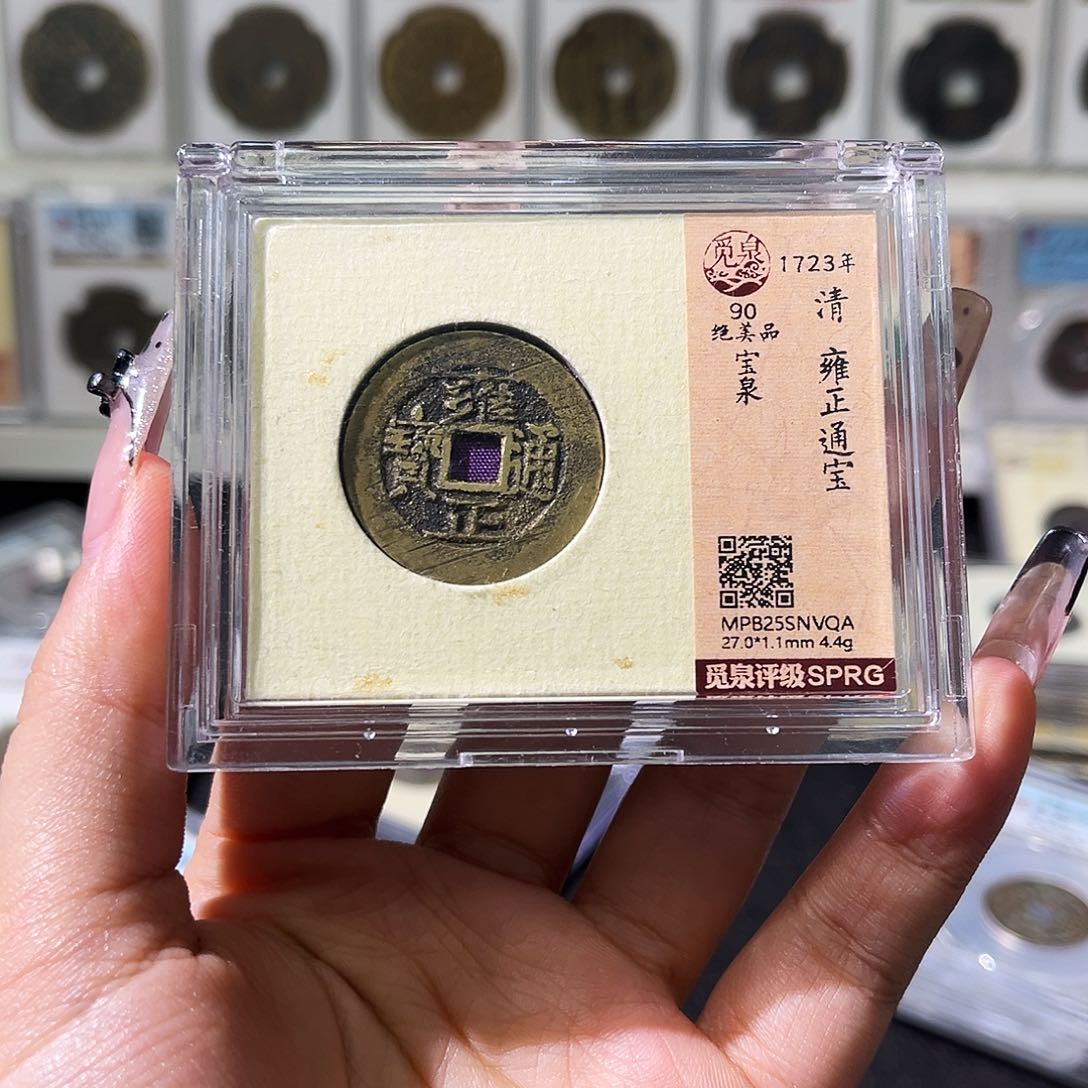 雍正通寳
觅泉
1723年
清 雍正通宝
90
绝美品
宝泉
MPB25SNVQA
27.0*1.1mm 4.4g
觅泉评级SPRG